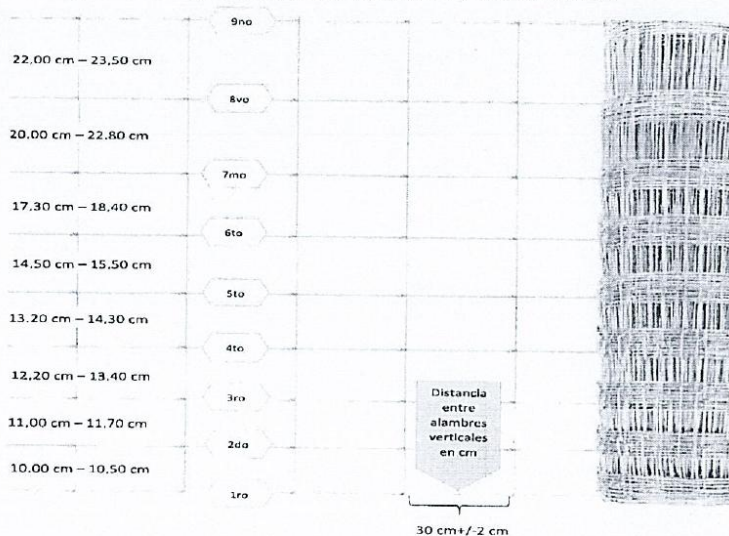 9no
22,00 cm – 23,50 cm
8vo
20.00 cm – 22.80 cm
7mo
17,30 cm – 18,40 cm
6to
14,50 cm – 15,50 cm
5to
13.20 cm – 14,30 cm
4to
12,20 cm – 13.40 cm
3ro
11,00 cm – 11.70 cm
2do
10.00 cm – 10,50 cm
1ro
Distancia
entre
alambres
verticales
en cm
30 cm+/-2 cm